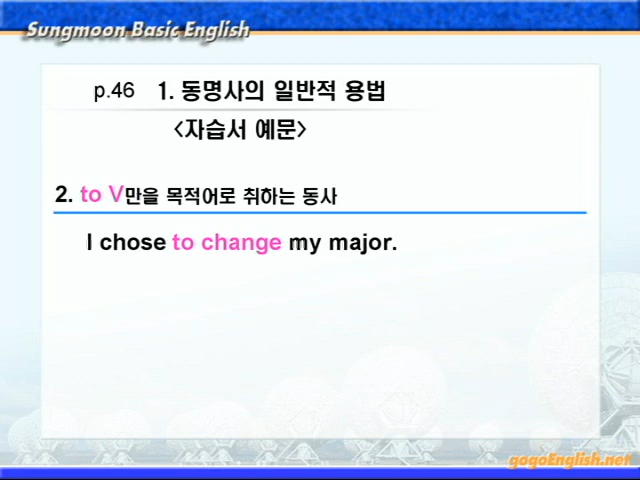 Sungmoon Basic English
p.46 1. 동명사의 일반적 용법
<자습서 예문>
2. to V만을 목적어로 취하는 동사
I chose to change my major.
gogoEnglish.net